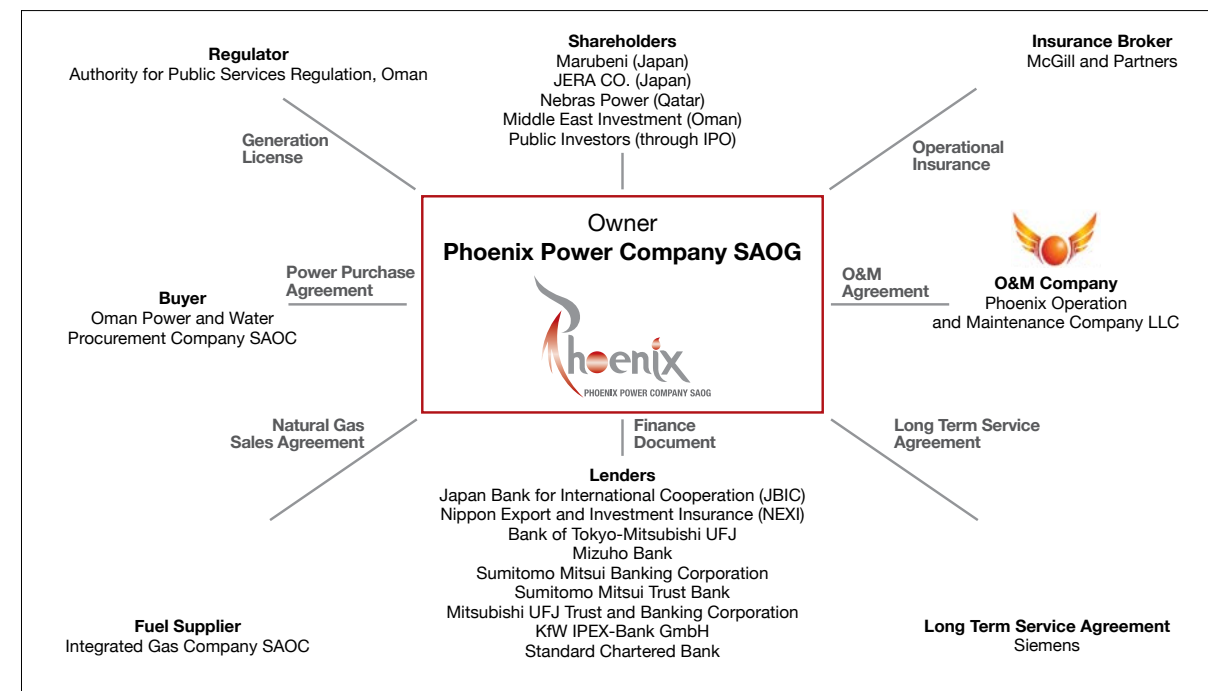 Regulator
Authority for Public Services Regulation, Oman
Shareholders
Marubeni (Japan)
JERA CO. (Japan)
Nebras Power (Qatar)
Middle East Investment (Oman)
Public Investors (through IPO)
Insurance Broker
McGill and Partners
Generation
License
Operational
Insurance
Owner
Phoenix Power Company SAOG
Phoenix
PHOENIX POWER COMPANY SAOG
Power Purchase
Agreement
Buyer
Oman Power and Water
Procurement Company SAOC
O&M
Agreement
O&M Company
Phoenix Operation
and Maintenance Company LLC
Natural Gas
Sales Agreement
Finance
Document
Long Term Service
Agreement
Lenders
Japan Bank for International Cooperation (JBIC)
Nippon Export and Investment Insurance (NEXI)
Bank of Tokyo-Mitsubishi UFJ
Mizuho Bank
Sumitomo Mitsui Banking Corporation
Sumitomo Mitsui Trust Bank
Mitsubishi UFJ Trust and Banking Corporation
KfW IPEX-Bank GmbH
Standard Chartered Bank
Fuel Supplier
Integrated Gas Company SAOC
Long Term Service Agreement
Siemens